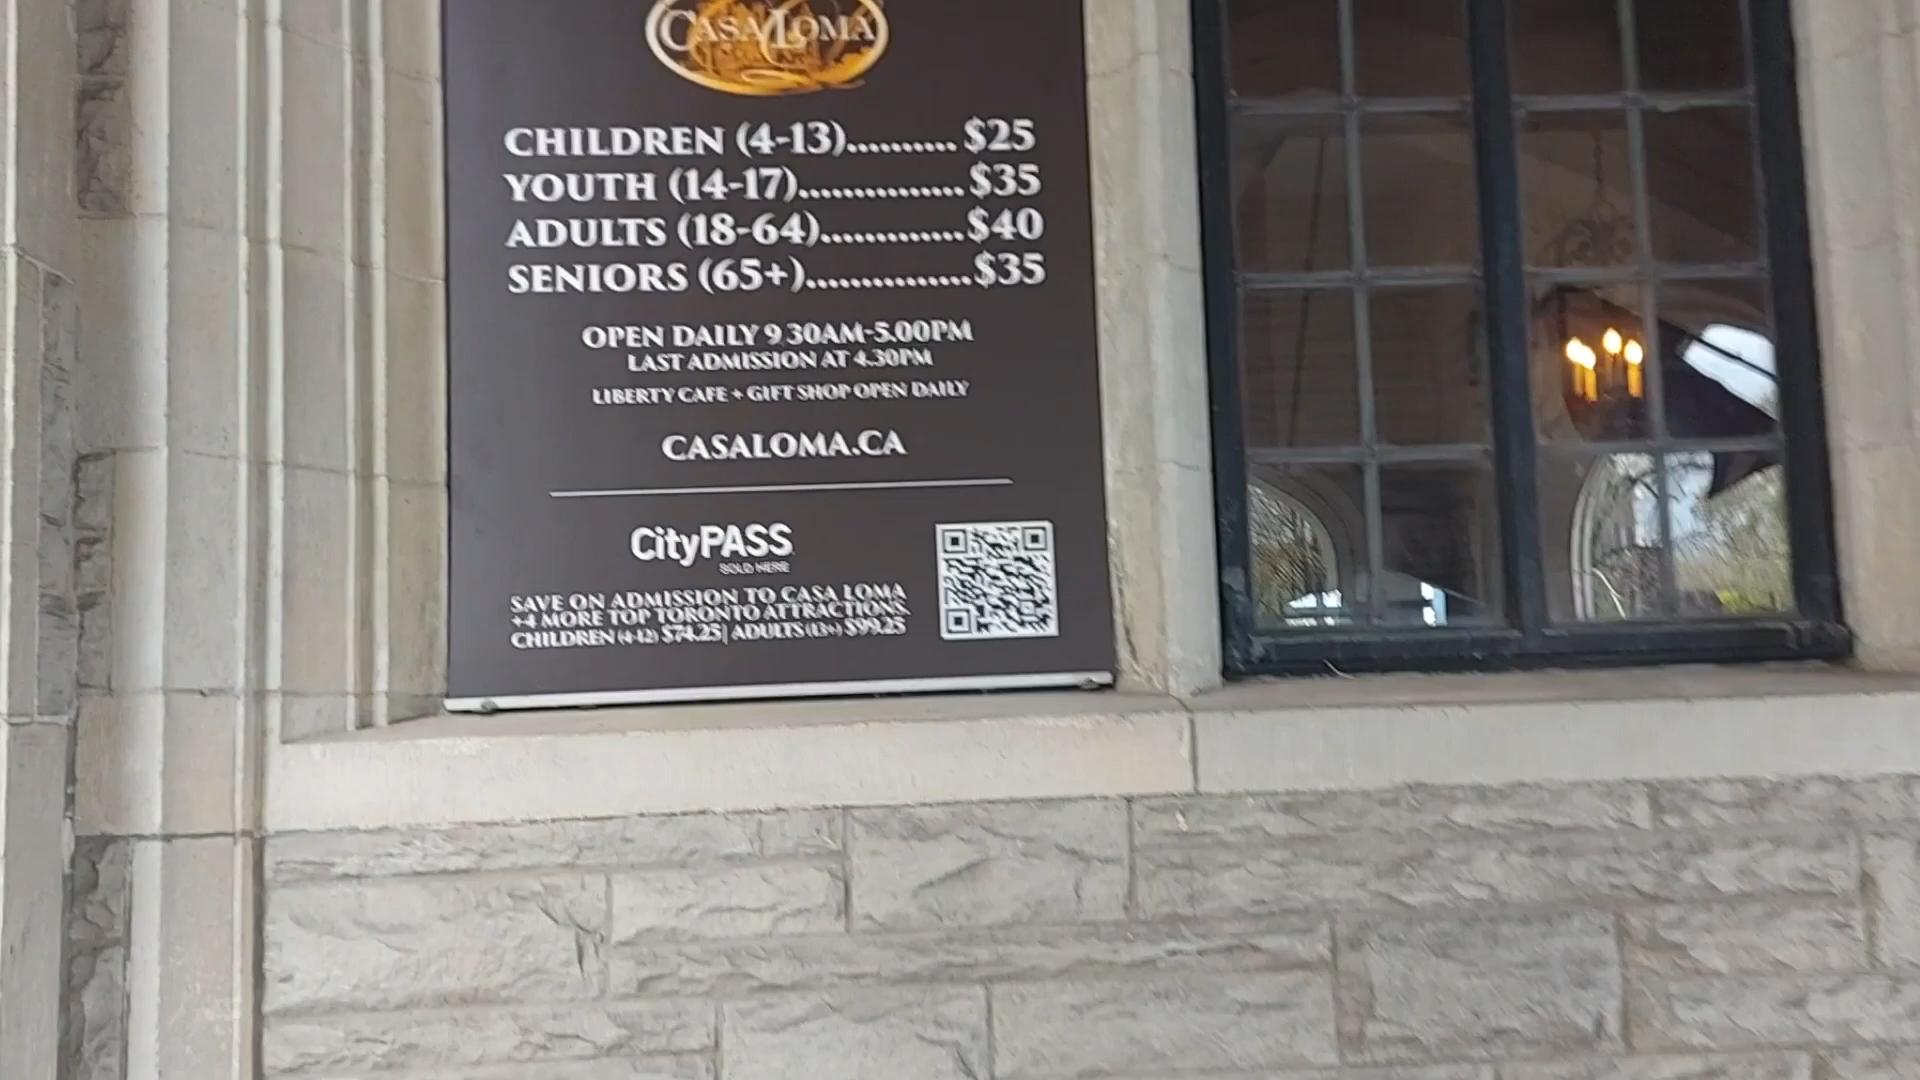 CASA LOMA
CHILDREN (4-13).......... $25
YOUTH (14-17)............... $35
ADULTS (18-64)............. $40
SENIORS (65+)............... $35
OPEN DAILY 9 30AM-5.00PM
LAST ADMISSION AT 4.30PM
LIBERTY CAFE + GIFT SHOP OPEN DAILY
CASALOMA.CA
CityPASS
SOLD HERE
SAVE ON ADMISSION TO CASA LOMA
+4 MORE TOP TORONTO ATTRACTIONS.
CHILDREN (4-12) $74.25 | ADULTS (13+) $99.25